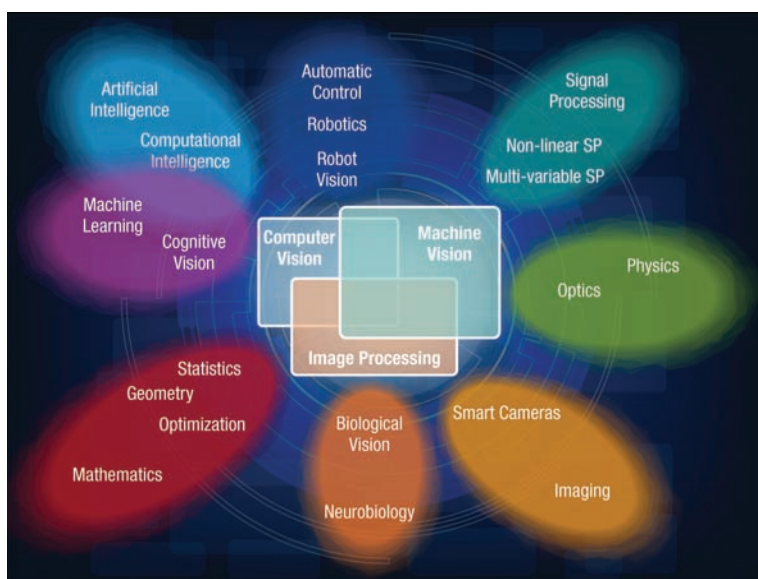 Artificial
Intelligence
Computational
Intelligence
Automatic
Control
Robotics
Robot
Vision
Signal
Processing
Non-linear SP
Multi-variable SP
Machine
Learning
Cognitive
Vision
Computer
Vision
Machine
Vision
Image Processing
Physics
Optics
Statistics
Geometry
Optimization
Mathematics
Biological
Vision
Neurobiology
Smart Cameras
Imaging